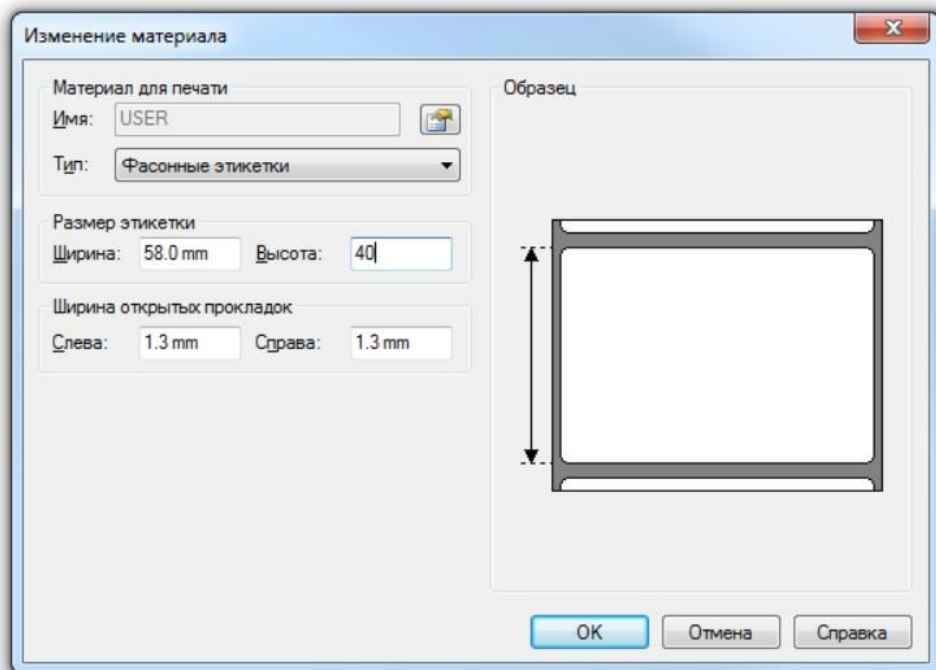 Изменение материала
Материал для печати
Имя: USER
Тип: Фасонные этикетки
Размер этикетки
Ширина: 58.0 mm Высота: 40
Ширина открытых прокладок
Слева: 1.3 mm Справа: 1.3 mm
Образец
OK Отмена Справка